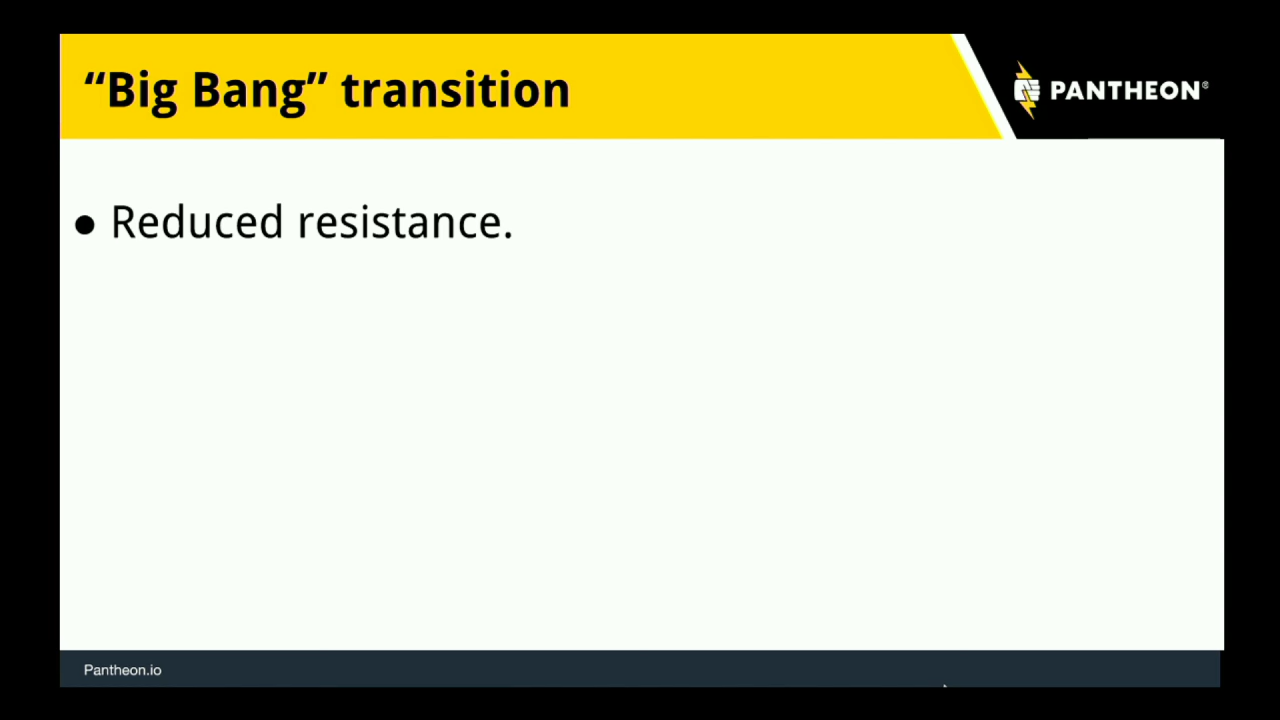 “Big Bang” transition
PANTHEON®
● Reduced resistance.
Pantheon.io